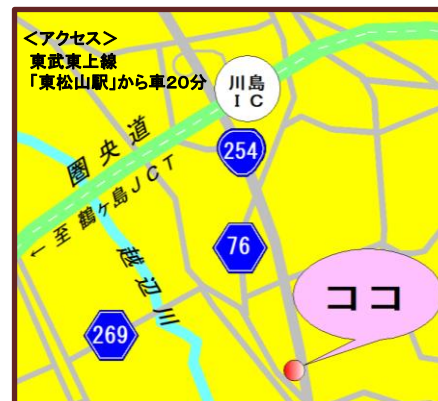 ＜アクセス＞
東武東上線
「東松山駅」から車２０分
川島
ＩＣ
254
圏央道
← 至 鶴ヶ島ＪＣＴ
76
越辺川
ココ
269